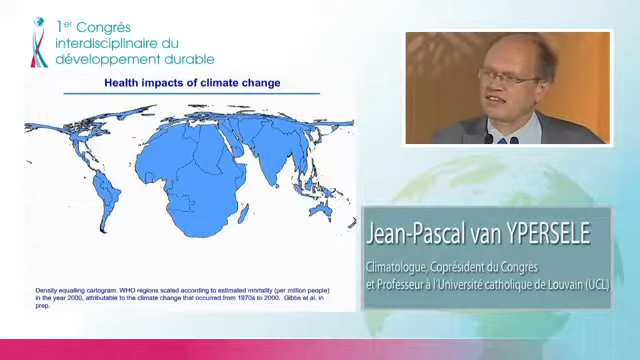 1er Congrès
interdisciplinaire du
développement durable
Health impacts of climate change
Density equalling cartogram. WHO regions scaled according to estimated mortality (per million people)
in the year 2000, attributable to the climate change that occurred from 1970s to 2000. Gibbs et al, in
prep.
Jean-Pascal van YPERSELE
Climatologue, Coprésident du Congrès
et Professeur à l'Université catholique de Louvain (UCL)